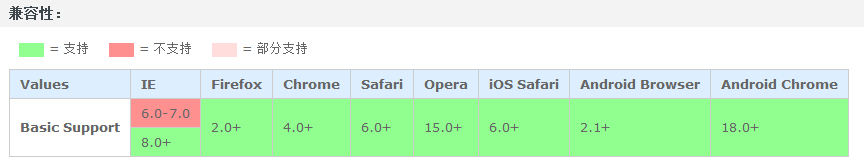 兼容性：
= 支持 = 不支持 = 部分支持
Values IE Firefox Chrome Safari Opera iOS Safari Android Browser Android Chrome
Basic Support 6.0-7.0 2.0+ 4.0+ 6.0+ 15.0+ 6.0+ 2.1+ 18.0+
8.0+